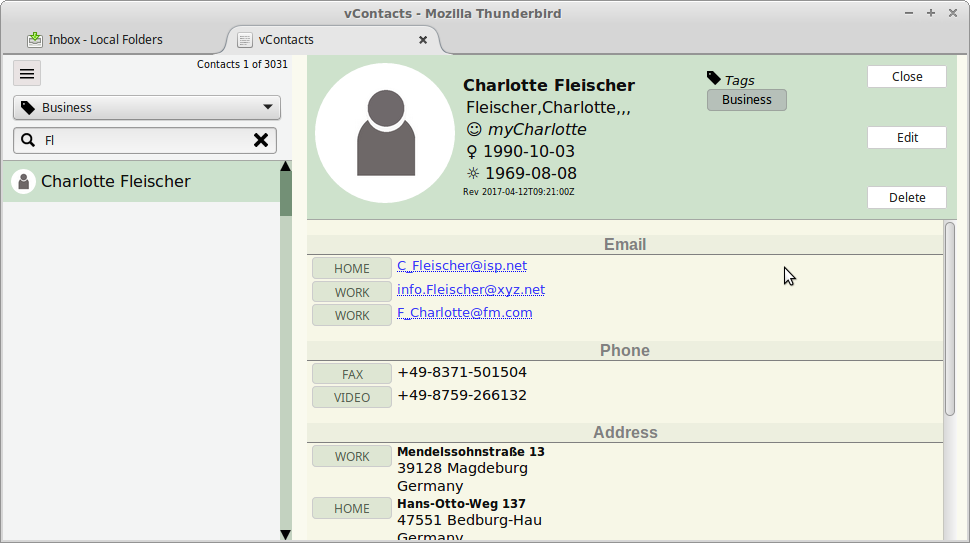 vContacts - Mozilla Thunderbird
Inbox - Local Folders
vContacts
Contacts 1 of 3031
Business
Fl
Charlotte Fleischer
Charlotte Fleischer
Fleischer,Charlotte,,,
myCharlotte
1990-10-03
1969-08-08
Rev 2017-04-12T09:21:00Z
Tags
Business
Close
Edit
Delete
Email
HOME C_Fleischer@isp.net
WORK info.Fleischer@xyz.net
WORK F_Charlotte@fm.com
Phone
FAX +49-8371-501504
VIDEO +49-8759-266132
Address
WORK Mendelssohnstraße 13
39128 Magdeburg
Germany
HOME Hans-Otto-Weg 137
47551 Bedburg-Hau
Germany